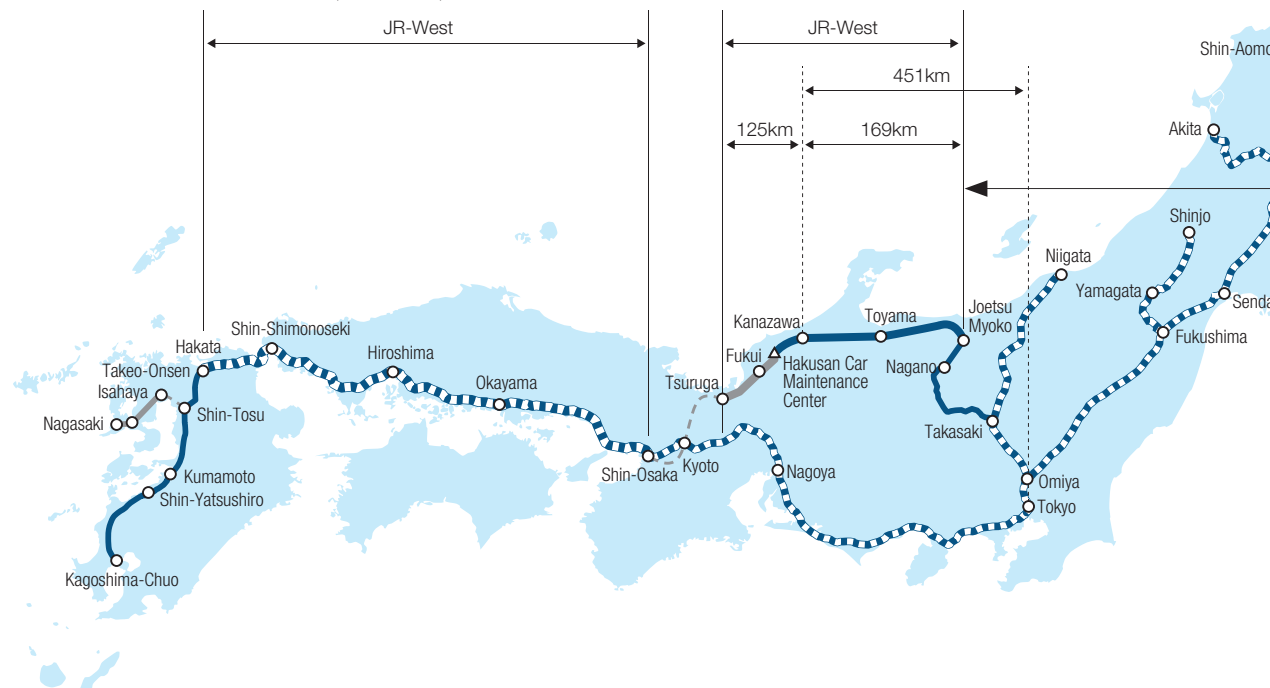 JR-West
JR-West
451km
125km
169km
Shin-Aomo
Akita
Shinjo
Niigata
Yamagata
Senda
Fukushima
Joetsu
Myoko
Toyama
Kanazawa
Shin-Shimonoseki
Hakata
Hiroshima
Takeo-Onsen
Isahaya
Okayama
Fukui
Hakusan Car
Maintenance
Center
Nagano
Tsuruga
Nagasaki
Shin-Tosu
Takasaki
Kumamoto
Shin-Yatsushiro
Shin-Osaka
Kyoto
Nagoya
Omiya
Tokyo
Kagoshima-Chuo